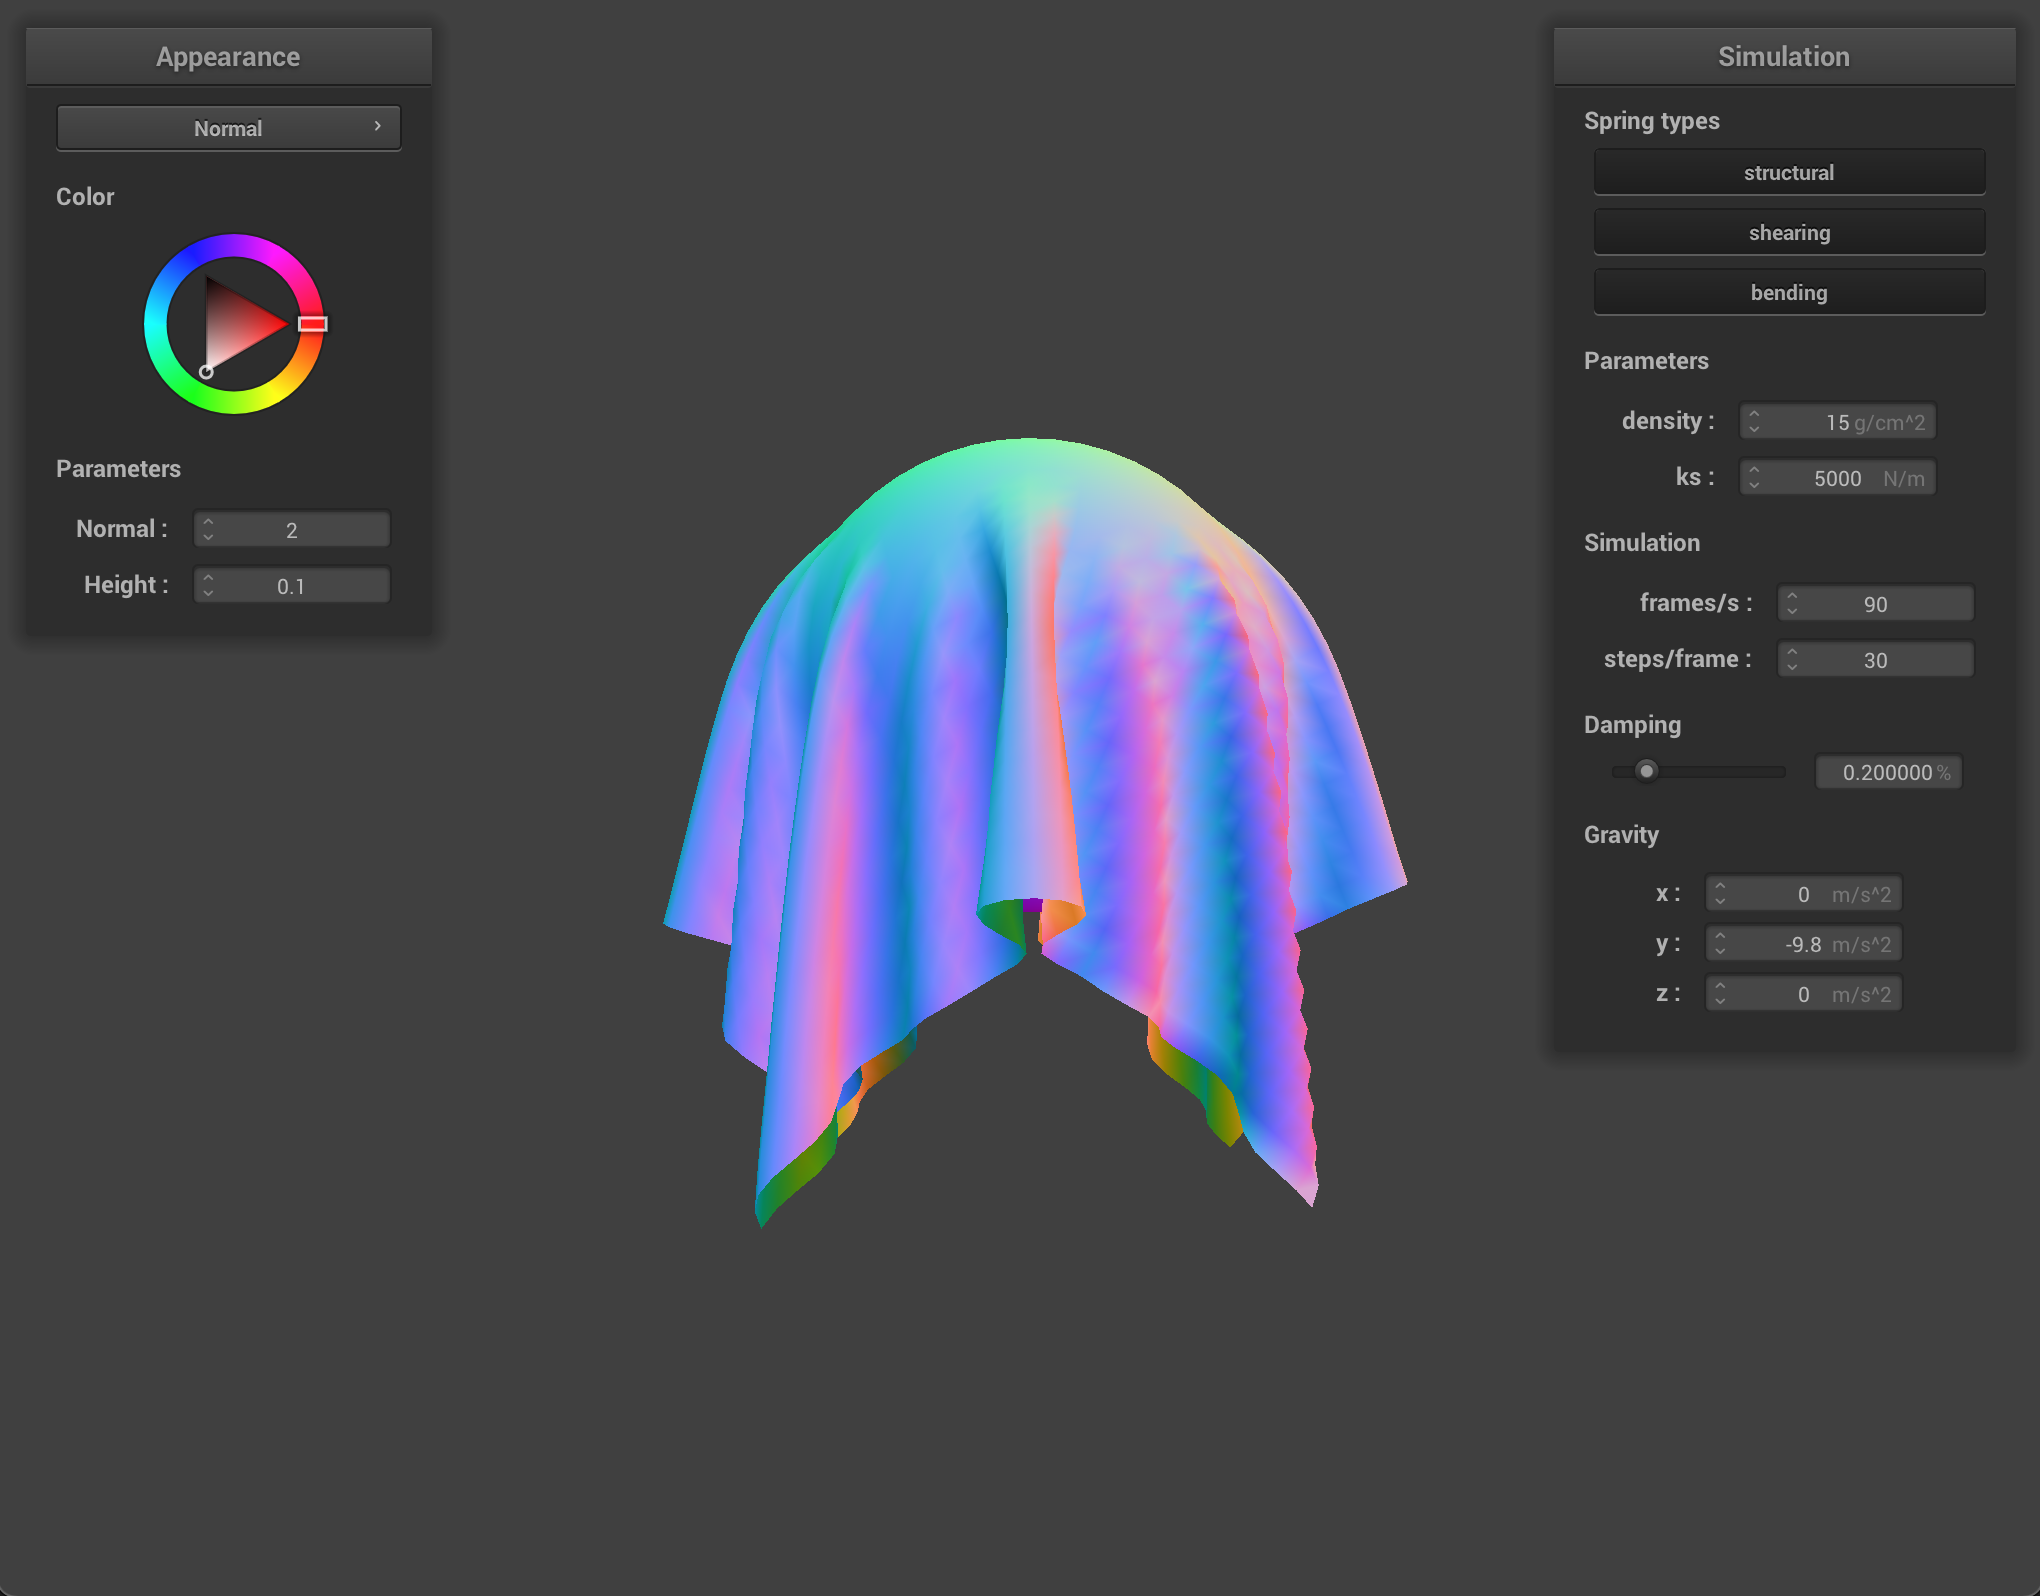 Appearance
Normal
Color
Parameters
Normal : 2
Height : 0.1
Simulation
Spring types
structural
shearing
bending
Parameters
density : 15 g/cm^2
ks : 5000 N/m
Simulation
frames/s : 90
steps/frame : 30
Damping
0.200000 %
Gravity
x : 0 m/s^2
y : -9.8 m/s^2
z : 0 m/s^2